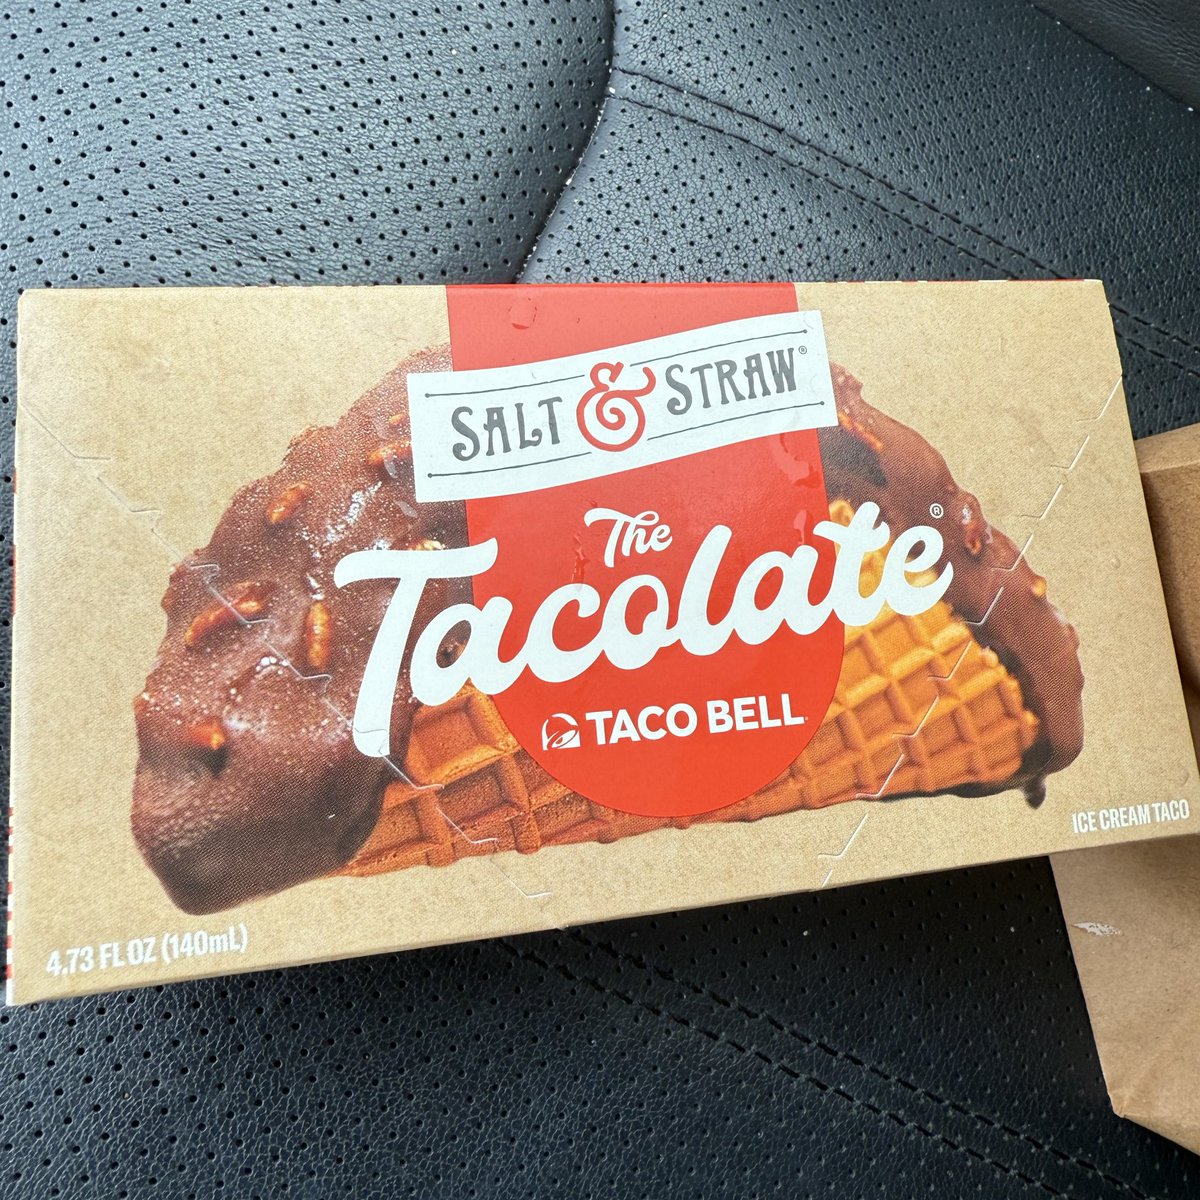 SALT & STRAW®
The
Tacolate®
TACO BELL
ICE CREAM TACO
4.73 FL OZ (140mL)